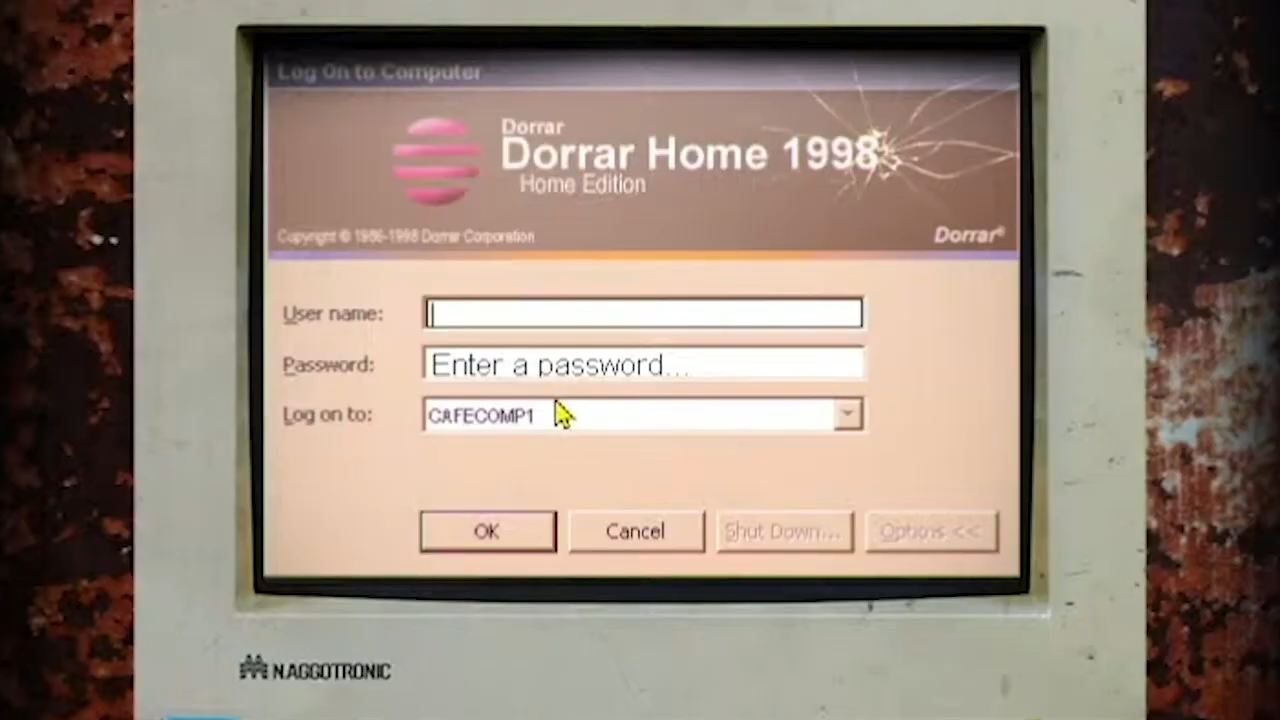 Log On to Computer
Dorrar
Dorrar Home 1998
Home Edition
Copyright © 1986-1998 Dorrar Corporation
Dorrar®
User name:
Password: Enter a password...
Log on to: CAFECOMP1
OK Cancel Shut Down... Options <<
NAGGOTRONIC